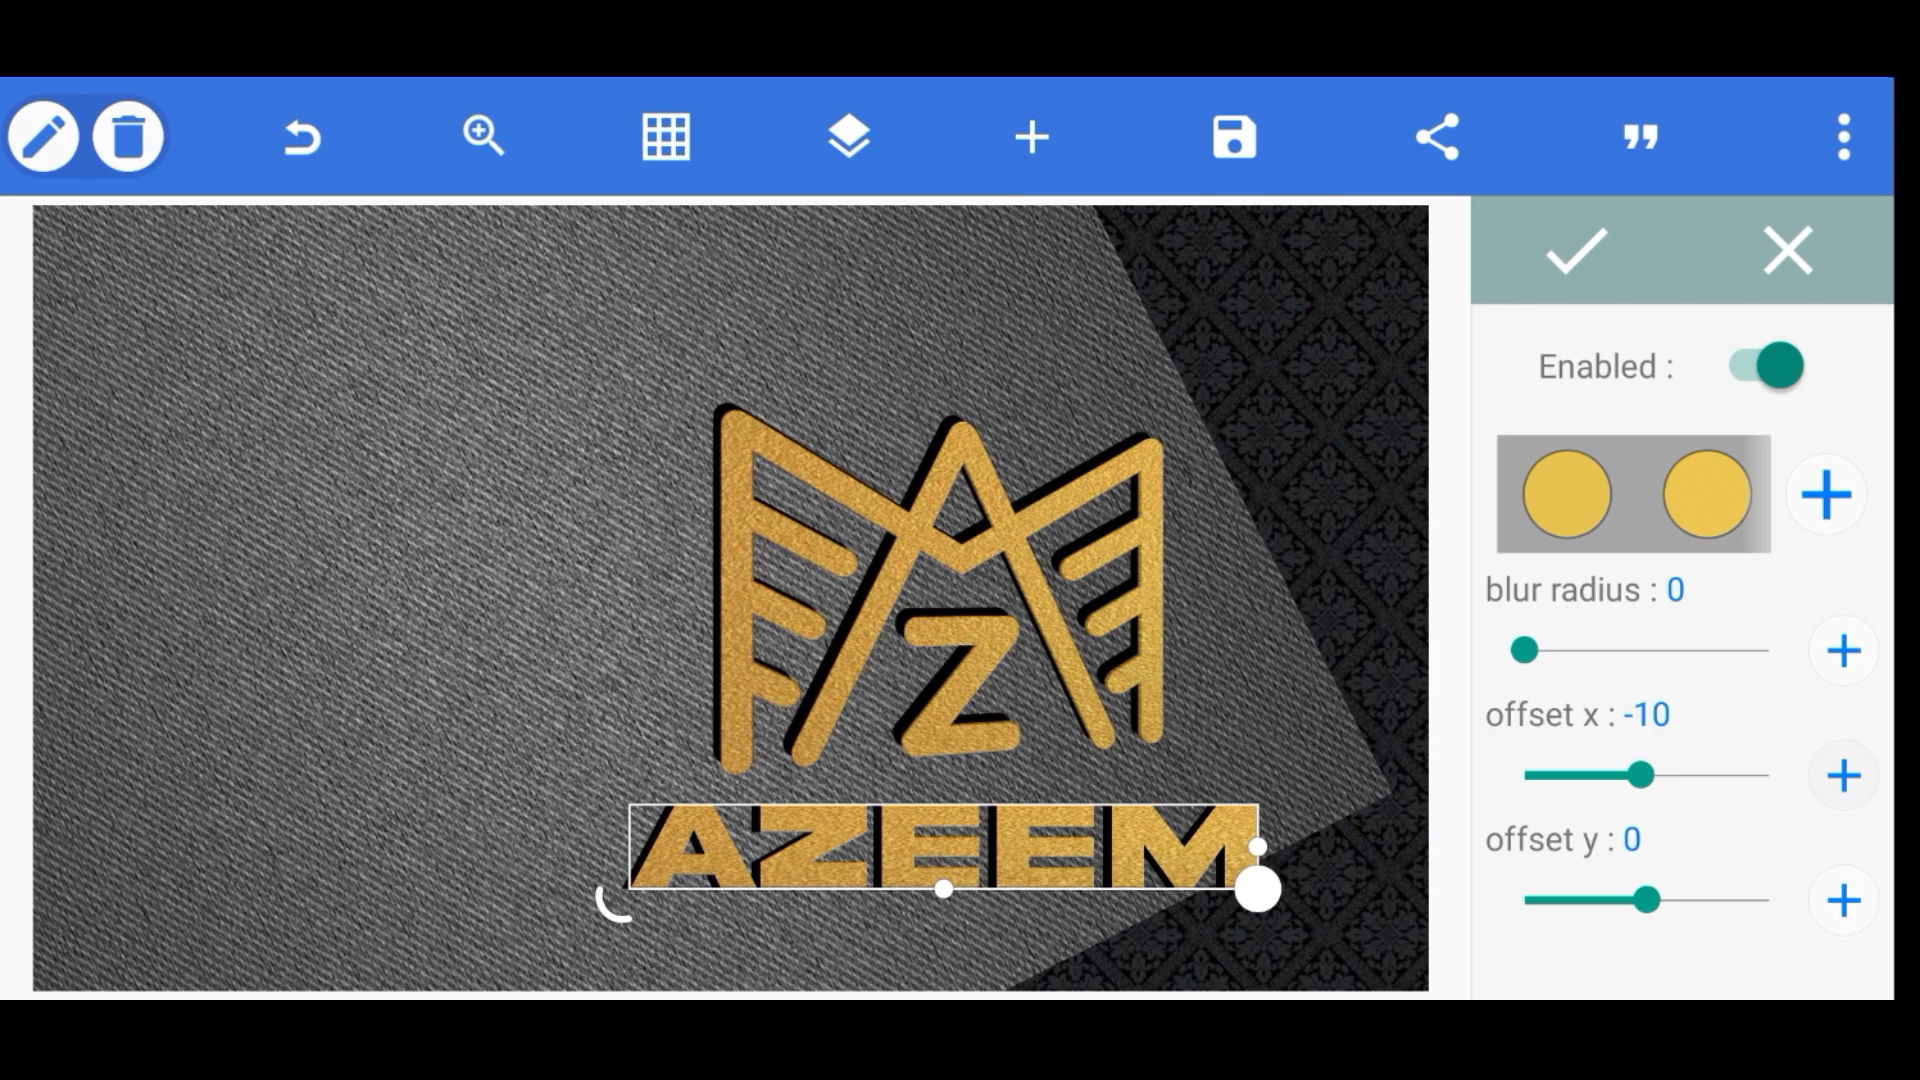 Enabled :
blur radius : 0
offset x : -10
offset y : 0
Z
AZEEM